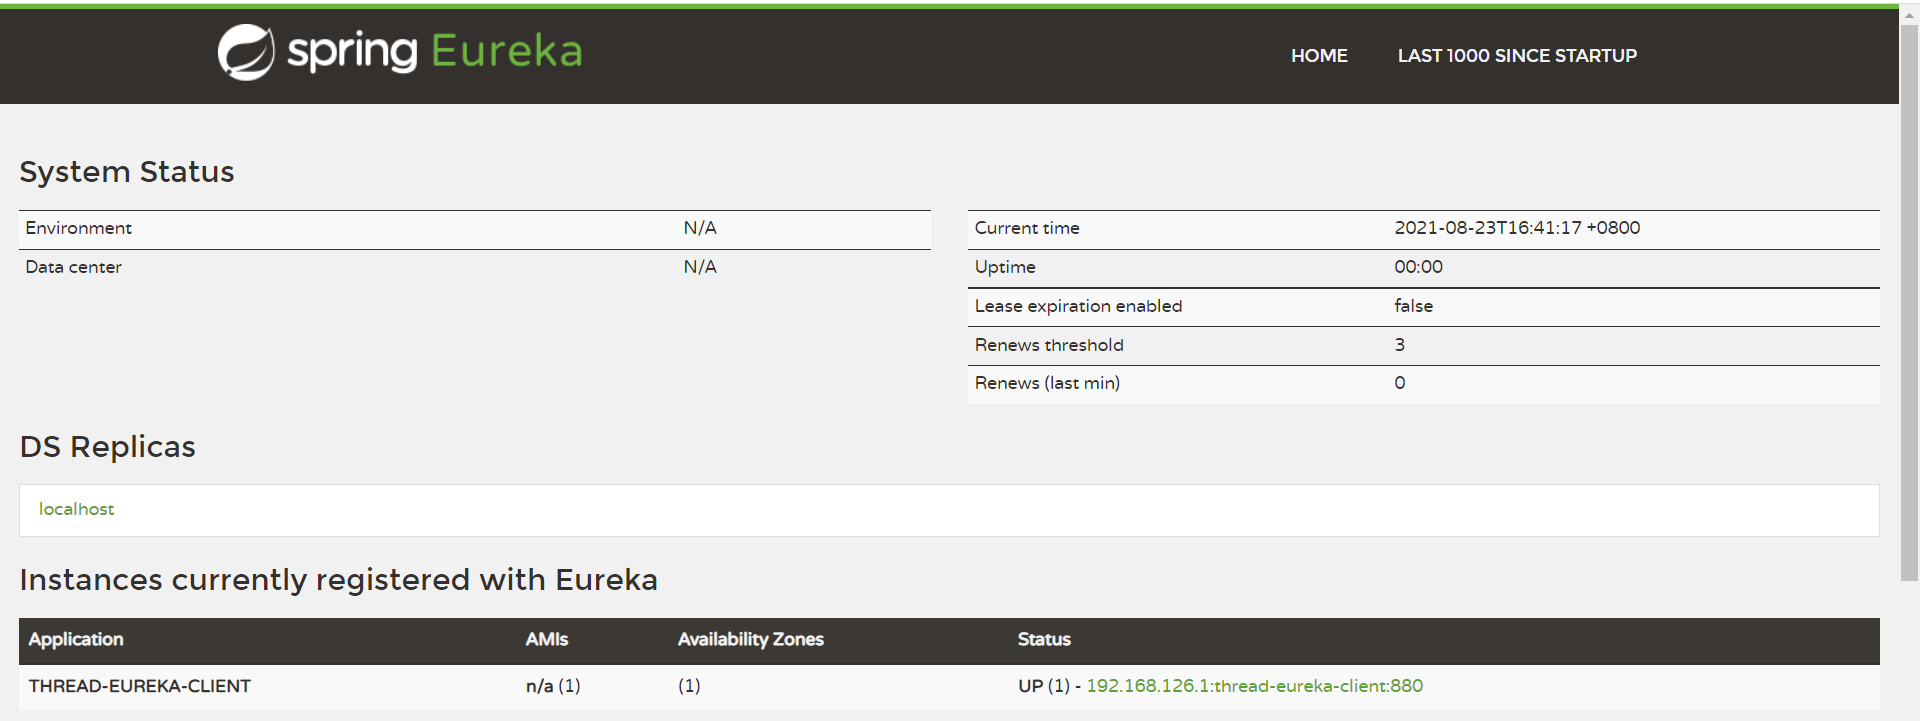 spring Eureka HOME LAST 1000 SINCE STARTUP
System Status
Environment N/A
Data center N/A
Current time 2021-08-23T16:41:17 +0800
Uptime 00:00
Lease expiration enabled false
Renews threshold 3
Renews (last min) 0
DS Replicas
localhost
Instances currently registered with Eureka
Application AMIs Availability Zones Status
THREAD-EUREKA-CLIENT n/a (1) (1) UP (1) - 192.168.126.1:thread-eureka-client:880